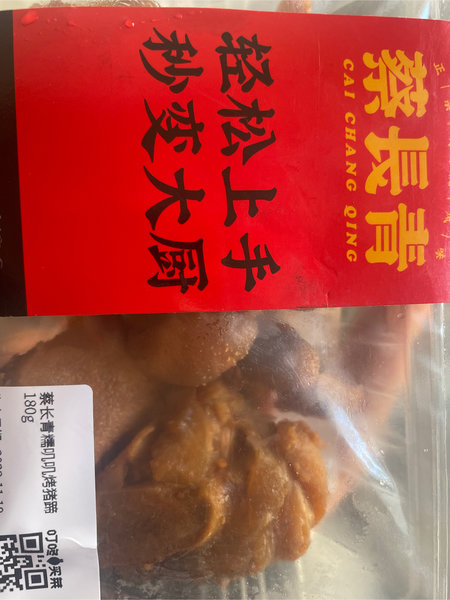 蔡長青
CAI CHANG QING
轻松上手
秒变大厨
蔡长青糯叽叽烤猪蹄
180g
叮咚买菜